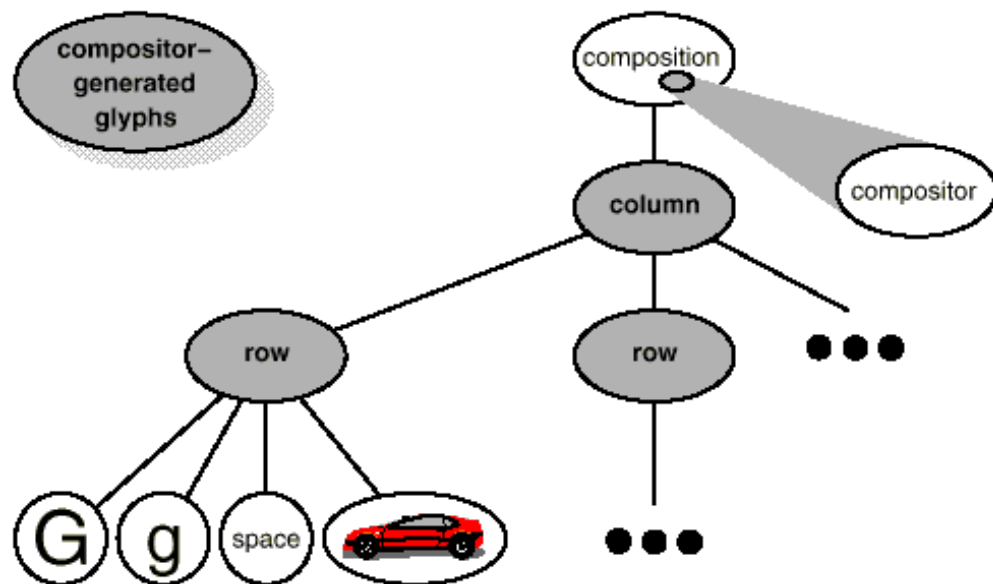 compositor–
generated
glyphs
composition
compositor
column
row
row
G
g
space